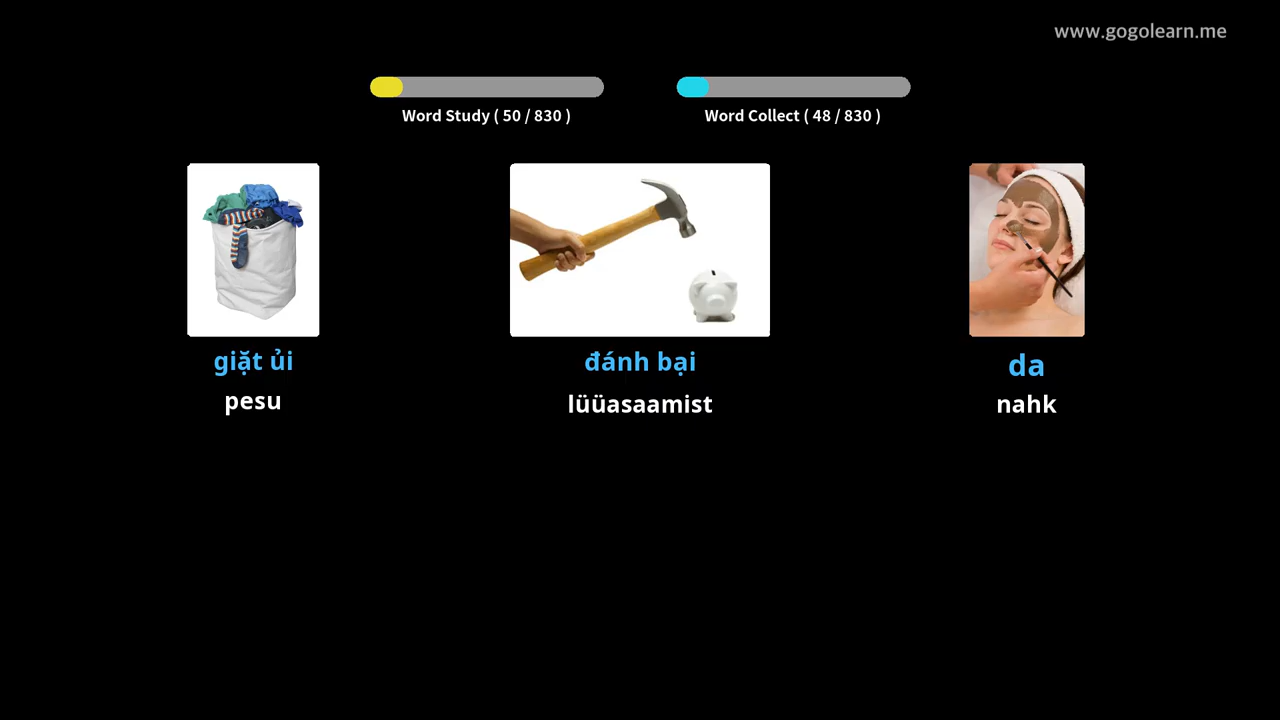 www.gogolearn.me
Word Study ( 50 / 830 )
Word Collect ( 48 / 830 )
giặt ủi
đánh bại
da
pesu
lüüasaamist
nahk